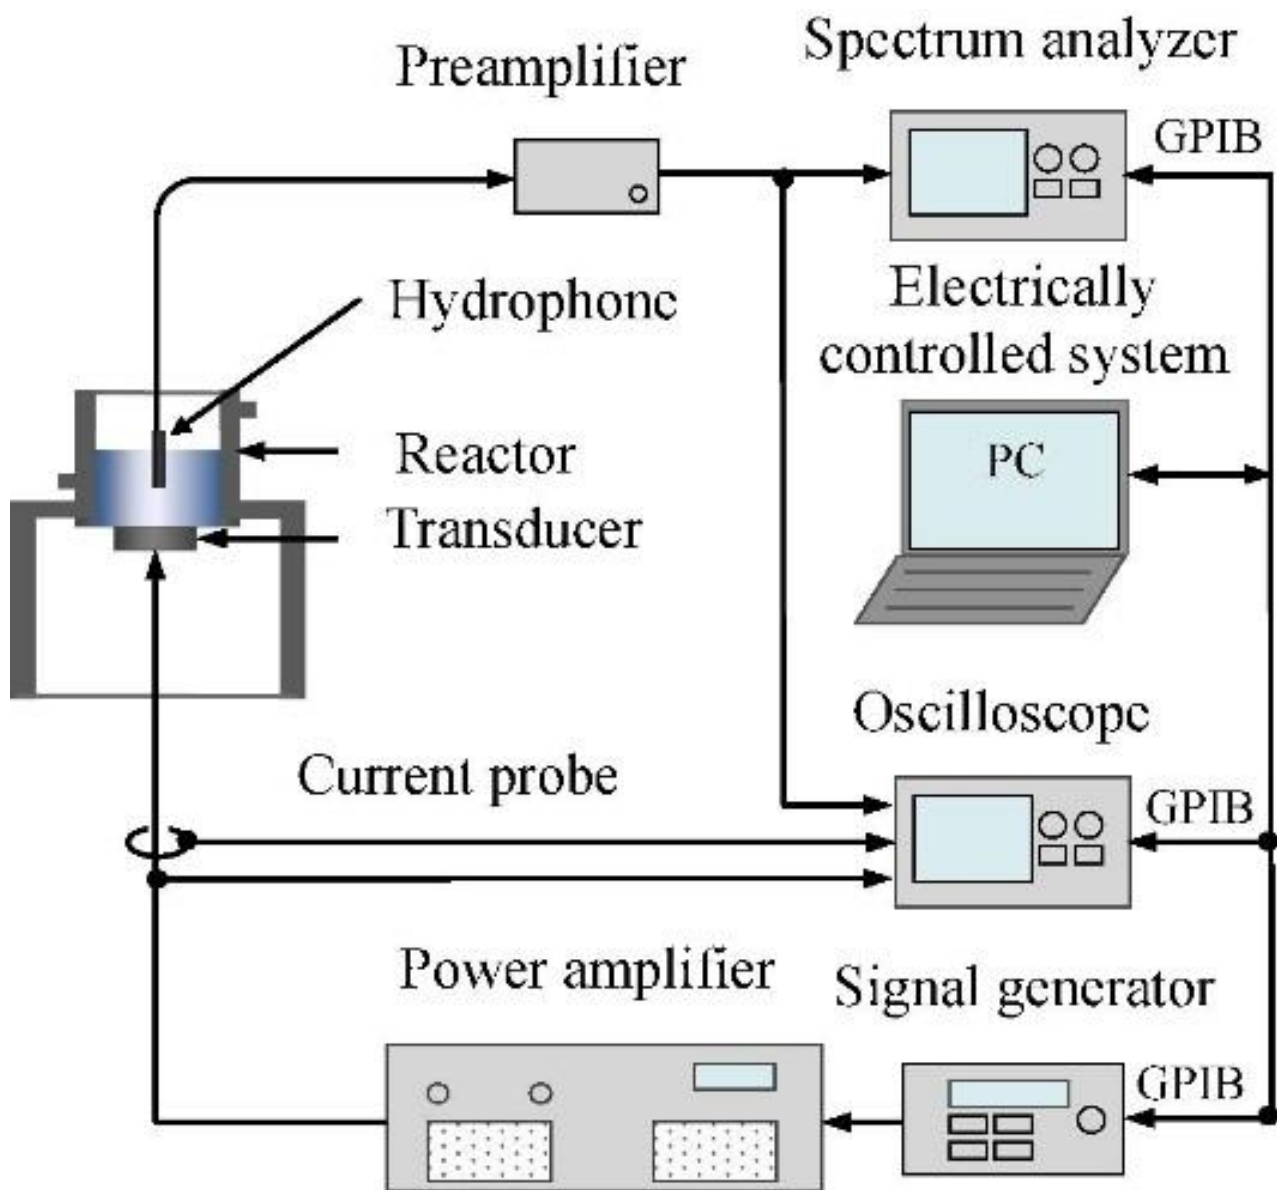 Spectrum analyzer
Preamplifier
GPIB
Hydrophone
Electrically
controlled system
Reactor
PC
Transducer
Oscilloscope
Current probe
GPIB
Power amplifier
Signal generator
GPIB